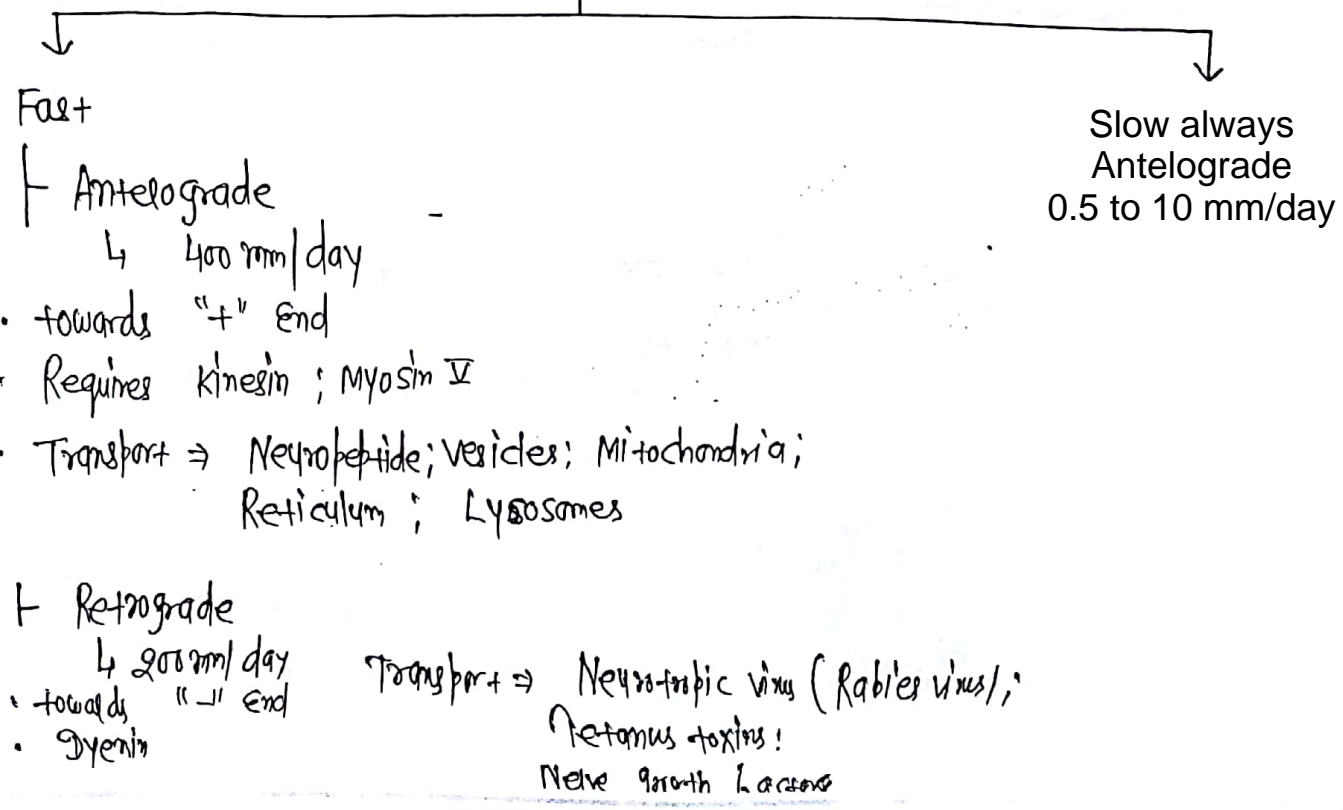 Fast
Antelograde
↳ 400 mm/day
• towards "+" End
• Requires Kinesin ; Myosin V
• Transport ⇒ Neuropeptide; vesicles; Mitochondria;
Reticulum ; Lysosomes
Retrograde
↳ 200 mm/day
• towards "-" End
• Dyenin
Transport ⇒ Neurotropic virus (Rabies virus);
Tetanus toxins;
Nerve growth
Slow always
Antelograde
0.5 to 10 mm/day